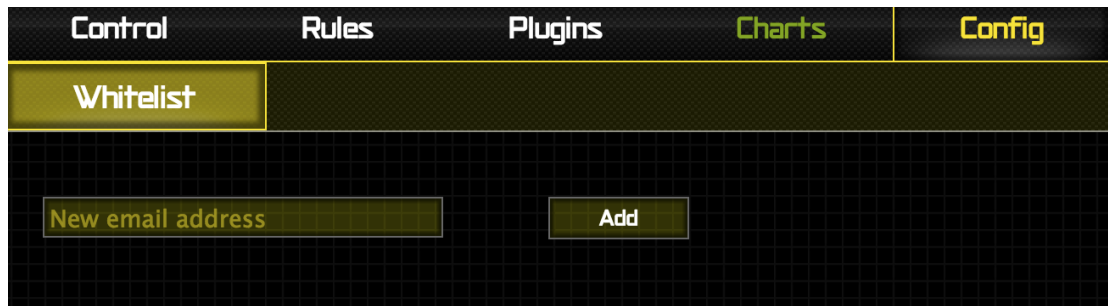 Control Rules Plugins Charts Config
Whitelist
New email address Add